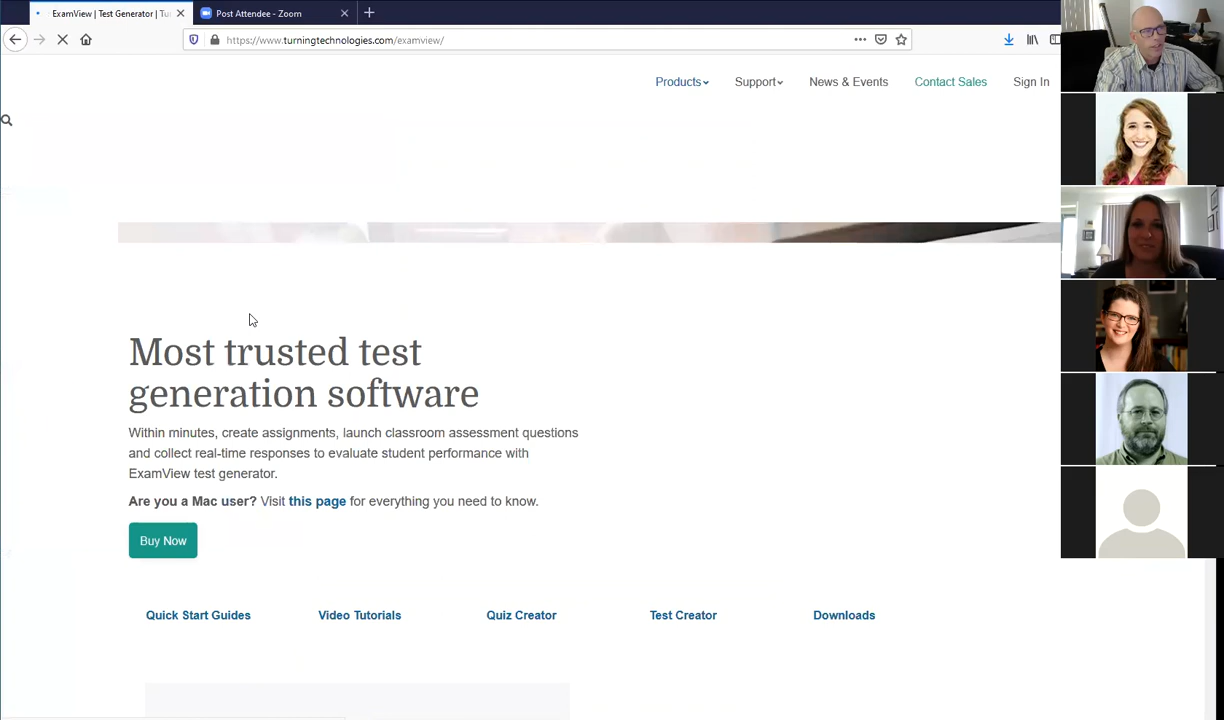 ExamView | Test Generator | Tu
Post Attendee - Zoom
https://www.turningtechnologies.com/examview/
Products
Support
News & Events
Contact Sales
Sign In
Most trusted test
generation software
Within minutes, create assignments, launch classroom assessment questions
and collect real-time responses to evaluate student performance with
ExamView test generator.
Are you a Mac user? Visit this page for everything you need to know.
Buy Now
Quick Start Guides
Video Tutorials
Quiz Creator
Test Creator
Downloads